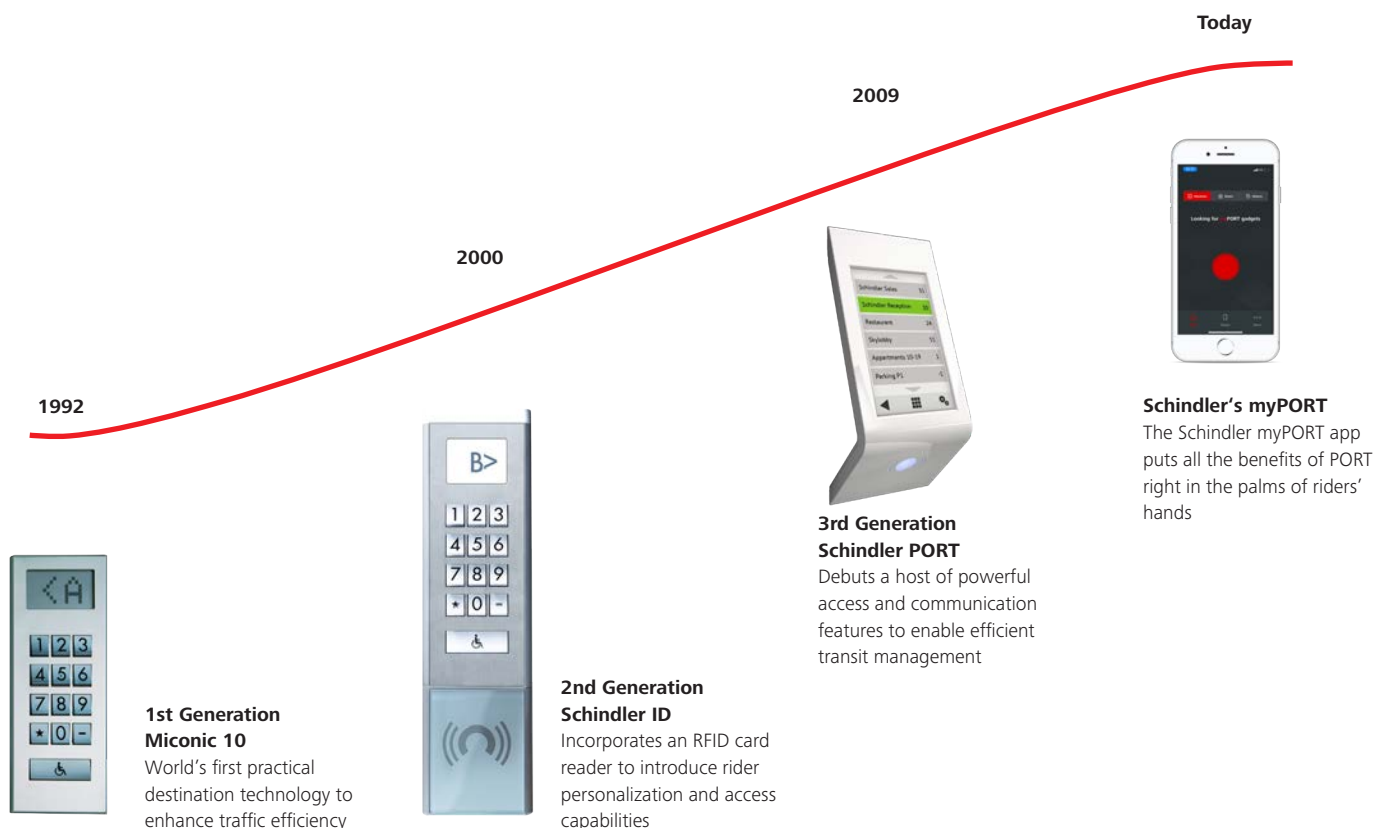 Today
2009
2000
1992
<A
1 2 3
4 5 6
7 8 9
* 0 -
1st Generation
Miconic 10
World's first practical
destination technology to
enhance traffic efficiency
B>
1 2 3
4 5 6
7 8 9
* 0 -
2nd Generation
Schindler ID
Incorporates an RFID card
reader to introduce rider
personalization and access
capabilities
Schindler Sales
Schindler Reception
Restaurant 24
Skylobby
Appartments 10-19
Parking P1
3rd Generation
Schindler PORT
Debuts a host of powerful
access and communication
features to enable efficient
transit management
Looking for myPORT gadgets
Schindler‘s myPORT
The Schindler myPORT app
puts all the benefits of PORT
right in the palms of riders’
hands